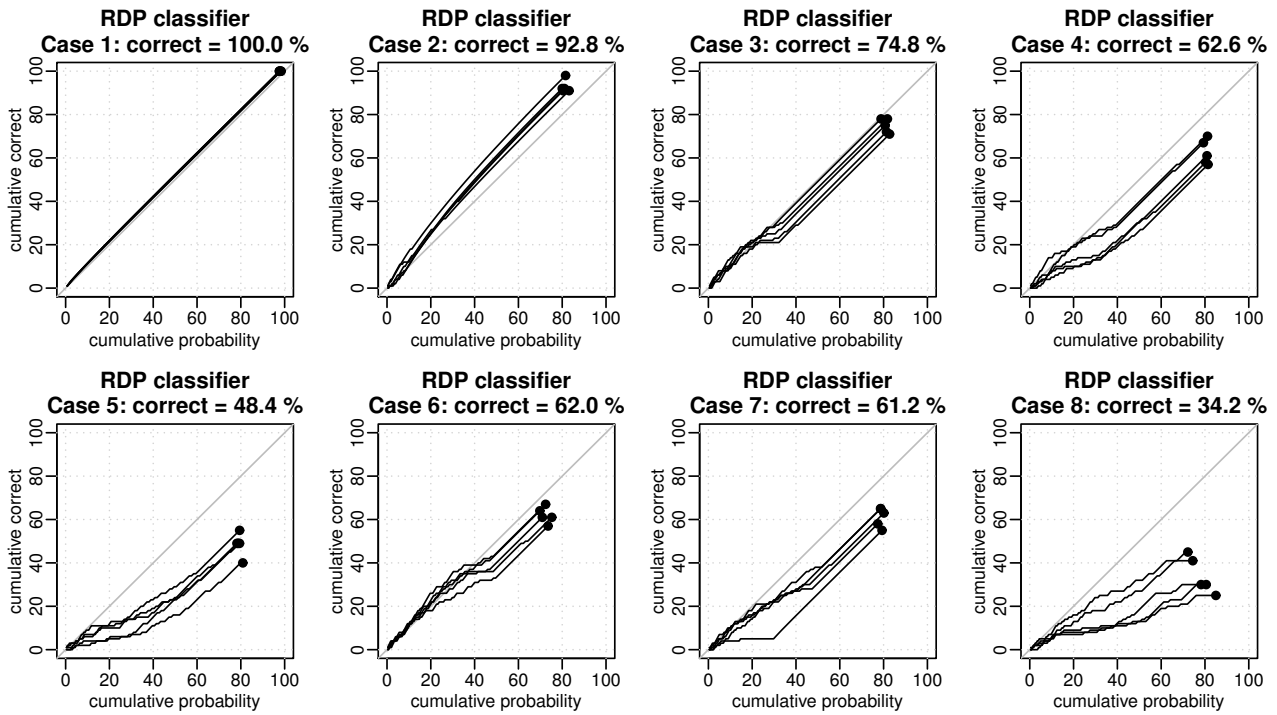 RDP classifier
Case 1: correct = 100.0 %
cumulative correct
0 20 40 60 80 100
0 20 40 60 80 100
cumulative probability
RDP classifier
Case 2: correct = 92.8 %
cumulative correct
0 20 40 60 80 100
0 20 40 60 80 100
cumulative probability
RDP classifier
Case 3: correct = 74.8 %
cumulative correct
0 20 40 60 80 100
0 20 40 60 80 100
cumulative probability
RDP classifier
Case 4: correct = 62.6 %
cumulative correct
0 20 40 60 80 100
0 20 40 60 80 100
cumulative probability
RDP classifier
Case 5: correct = 48.4 %
cumulative correct
0 20 40 60 80 100
0 20 40 60 80 100
cumulative probability
RDP classifier
Case 6: correct = 62.0 %
cumulative correct
0 20 40 60 80 100
0 20 40 60 80 100
cumulative probability
RDP classifier
Case 7: correct = 61.2 %
cumulative correct
0 20 40 60 80 100
0 20 40 60 80 100
cumulative probability
RDP classifier
Case 8: correct = 34.2 %
cumulative correct
0 20 40 60 80 100
0 20 40 60 80 100
cumulative probability